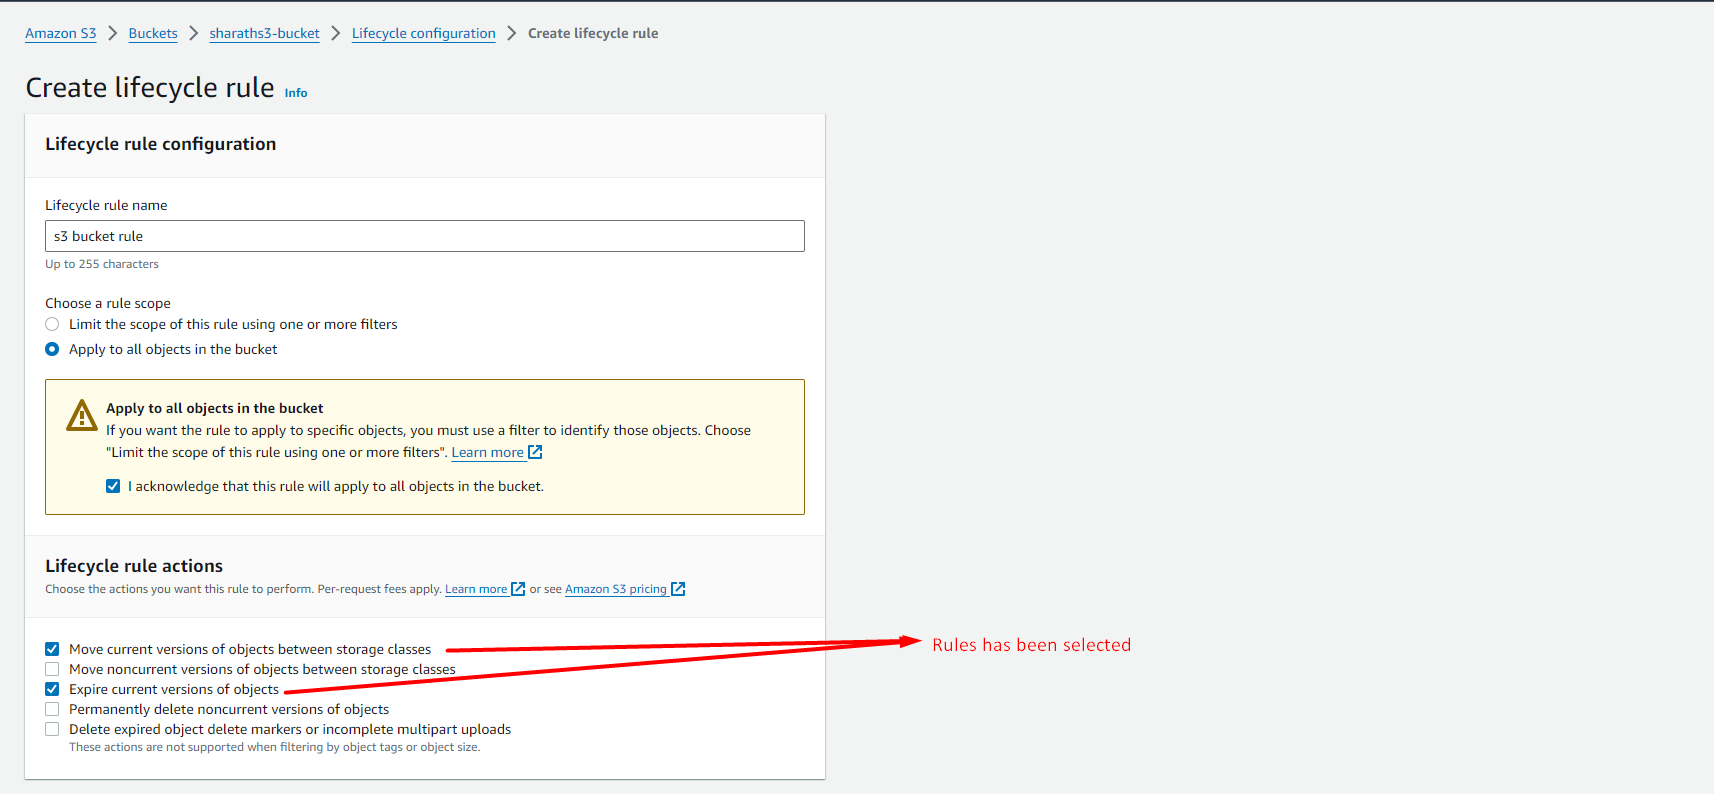 Amazon S3 > Buckets > sharaths3-bucket > Lifecycle configuration > Create lifecycle rule
Create lifecycle rule Info
Lifecycle rule configuration
Lifecycle rule name
s3 bucket rule
Up to 255 characters
Choose a rule scope
Limit the scope of this rule using one or more filters
Apply to all objects in the bucket
Apply to all objects in the bucket
If you want the rule to apply to specific objects, you must use a filter to identify those objects. Choose
"Limit the scope of this rule using one or more filters". Learn more
I acknowledge that this rule will apply to all objects in the bucket.
Lifecycle rule actions
Choose the actions you want this rule to perform. Per-request fees apply. Learn more or see Amazon S3 pricing
Move current versions of objects between storage classes
Rules has been selected
Move noncurrent versions of objects between storage classes
Expire current versions of objects
Permanently delete noncurrent versions of objects
Delete expired object delete markers or incomplete multipart uploads
These actions are not supported when filtering by object tags or object size.